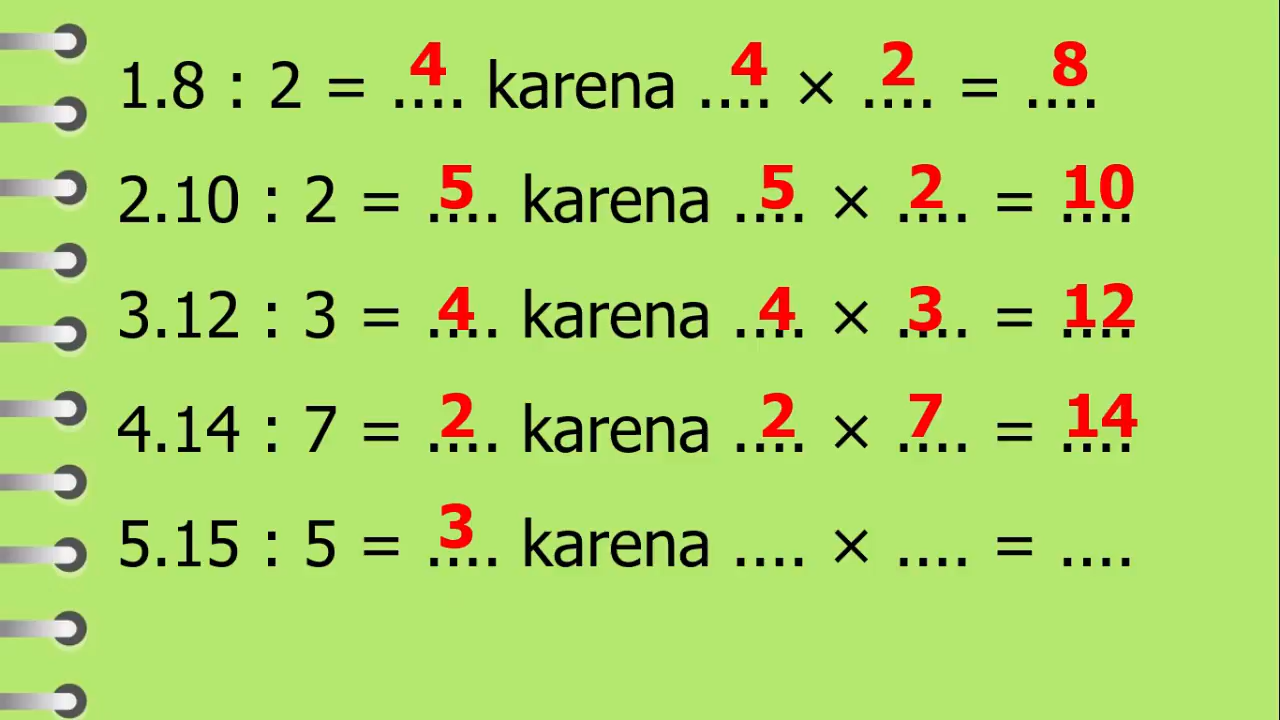 1.8 : 2 = .4... karena .4... × .2... = .8...
2.10 : 2 = .5... karena .5... × .2... = .10...
3.12 : 3 = .4... karena .4... × .3... = .12...
4.14 : 7 = .2... karena .2... × .7... = .14...
5.15 : 5 = .3... karena .... × .... = ....